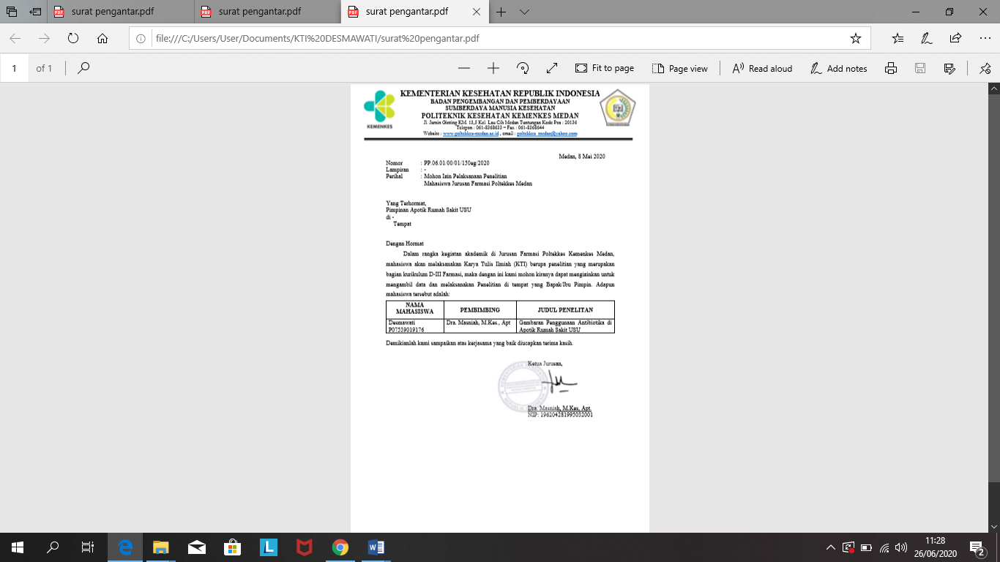 surat pengantar.pdf
surat pengantar.pdf
surat pengantar.pdf
file:///C:/Users/User/Documents/KTI%20DESMAWATI/surat%20pengantar.pdf
1 of 1
Fit to page
Page view
Read aloud
Add notes
KEMENTERIAN KESEHATAN REPUBLIK INDONESIA
BADAN PENGEMBANGAN DAN PEMBERDAYAAN
SUMBERDAYA MANUSIA KESEHATAN
POLITEKNIK KESEHATAN KEMENKES MEDAN
Jl. Jamin Ginting KM. 13,5 Kel. Lau Cih Medan Tuntungan Kode Pos : 20136
Telepon : 061-8368633 – Fax : 061-8368644
Website : www.poltekkes-medan.ac.id , email : poltekkes_medan@yahoo.com
KEMENKES
Medan, 8 Mei 2020
Nomor : PP.06.01/00/01/150eg/2020
Lampiran : -
Perihal : Mohon Izin Pelaksanaan Penelitian
Mahasiswa Jurusan Farmasi Poltekkes Medan
Yang Terhormat,
Pimpinan Apotik Rumah Sakit USU
di -
Tempat
Dengan Hormat
Dalam rangka kegiatan akademik di Jurusan Farmasi Poltekkes Kemenkes Medan,
mahasiswa akan melaksanakan Karya Tulis Ilmiah (KTI) berupa penelitian yang merupakan
bagian kurikulum D-III Farmasi, maka dengan ini kami mohon kiranya dapat mengizinkan untuk
mengambil data dan melaksanakan Penelitian di tempat yang Bapak/Ibu Pimpin. Adapun
mahasiswa tersebut adalah:
NAMA
MAHASISWA
PEMBIMBING
JUDUL PENELITAN
Desmawati
P07539019176
Dra. Masniah, M.Kes., Apt
Gambaran Penggunaan Antibiotika di
Apotik Rumah Sakit USU
Demikianlah kami sampaikan atas kerjasama yang baik diucapkan terima kasih.
Ketua Jurusan,
Dra. Masniah, M.Kes, Apt.
NIP: 196204281995032001
11:28
26/06/2020
2